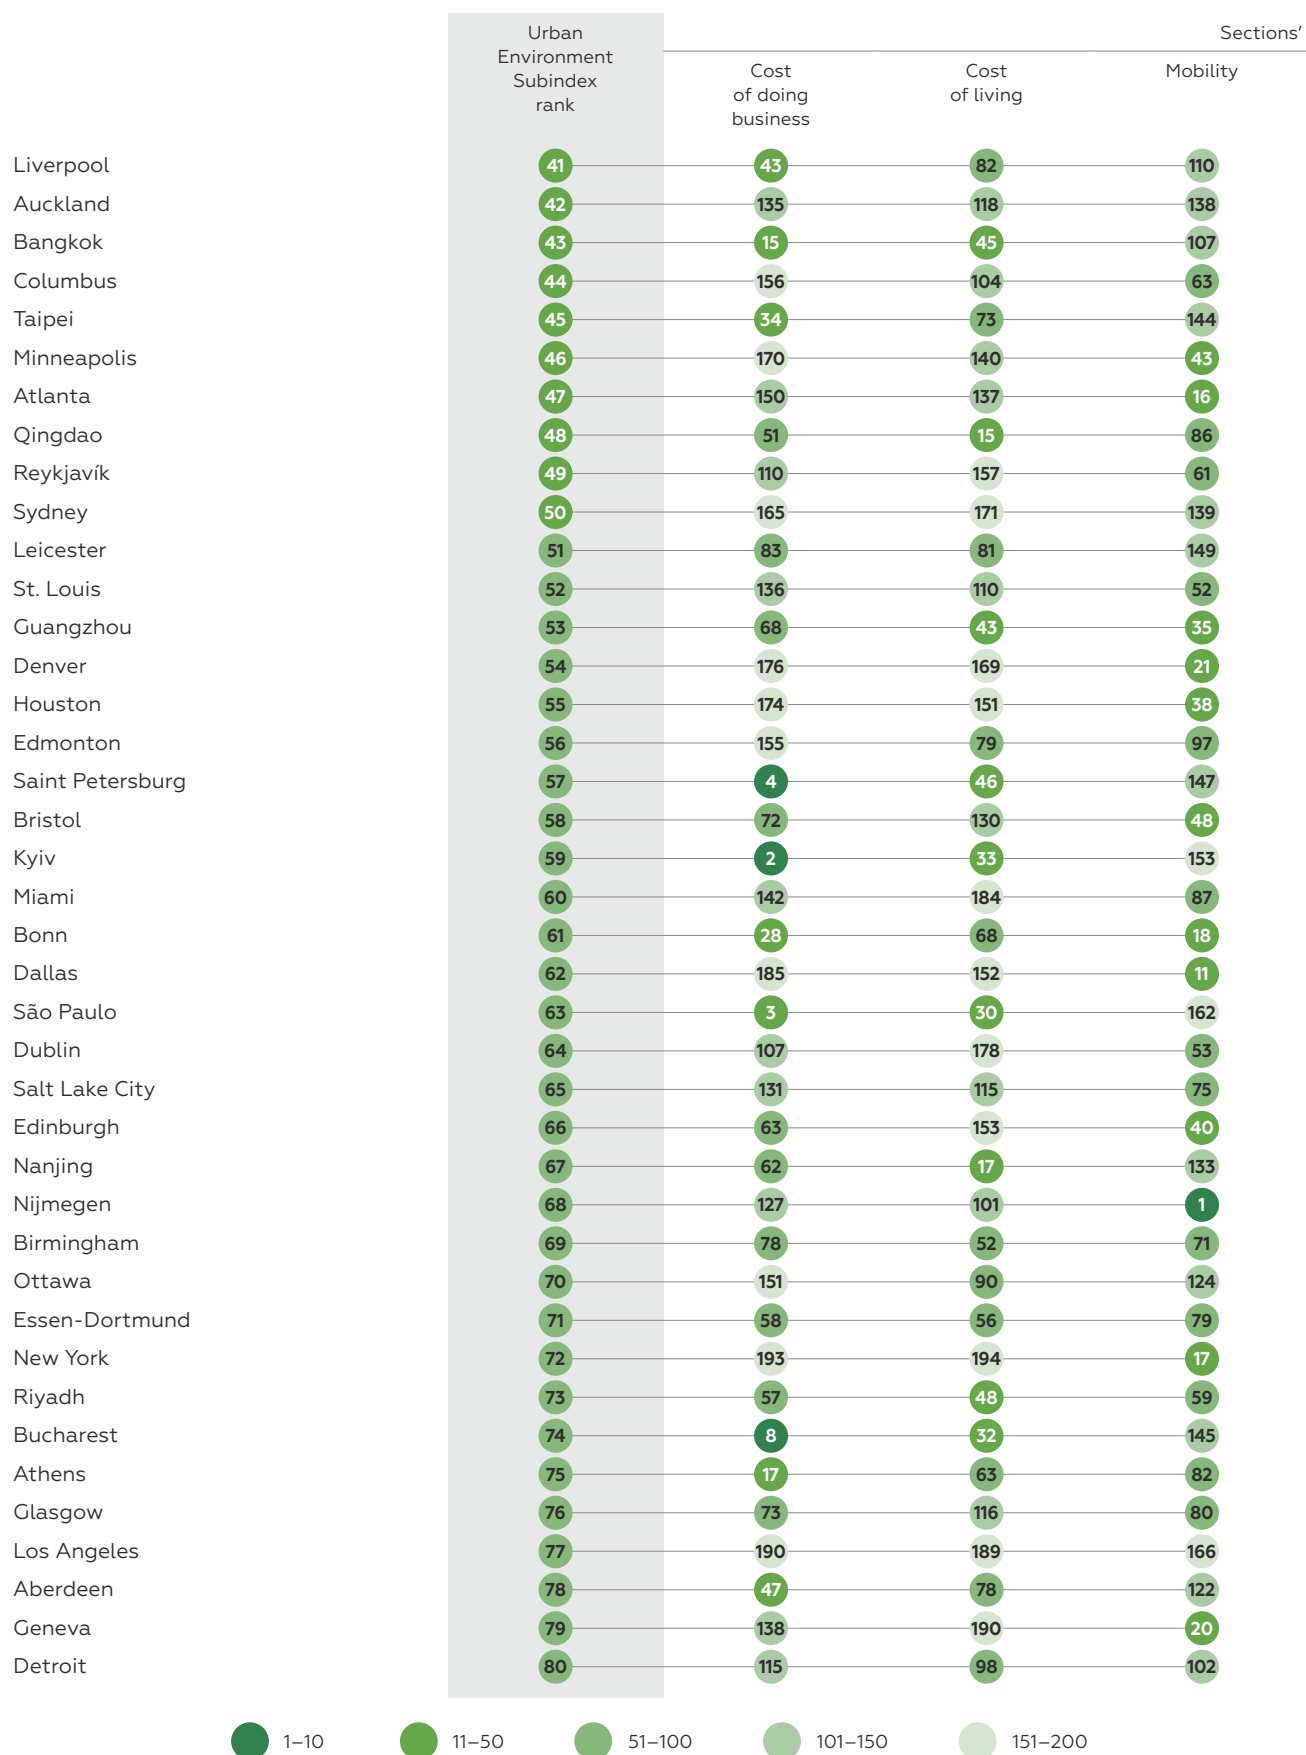 Urban
Environment
Subindex
rank
Sections’
Cost
of doing
business
Cost
of living
Mobility
Liverpool 41 43 82 110
Auckland 42 135 118 138
Bangkok 43 15 45 107
Columbus 44 156 104 63
Taipei 45 34 73 144
Minneapolis 46 170 140 43
Atlanta 47 150 137 16
Qingdao 48 51 15 86
Reykjavík 49 110 157 61
Sydney 50 165 171 139
Leicester 51 83 81 149
St. Louis 52 136 110 52
Guangzhou 53 68 43 35
Denver 54 176 169 21
Houston 55 174 151 38
Edmonton 56 155 79 97
Saint Petersburg 57 4 46 147
Bristol 58 72 130 48
Kyiv 59 2 33 153
Miami 60 142 184 87
Bonn 61 28 68 18
Dallas 62 185 152 11
São Paulo 63 3 30 162
Dublin 64 107 178 53
Salt Lake City 65 131 115 75
Edinburgh 66 63 153 40
Nanjing 67 62 17 133
Nijmegen 68 127 101 1
Birmingham 69 78 52 71
Ottawa 70 151 90 124
Essen-Dortmund 71 58 56 79
New York 72 193 194 17
Riyadh 73 57 48 59
Bucharest 74 8 32 145
Athens 75 17 63 82
Glasgow 76 73 116 80
Los Angeles 77 190 189 166
Aberdeen 78 47 78 122
Geneva 79 138 190 20
Detroit 80 115 98 102
1–10 11–50 51–100 101–150 151–200